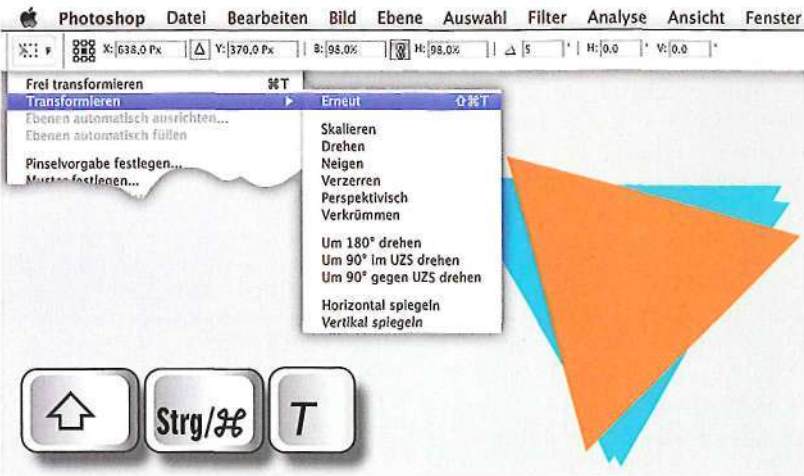 Photoshop Datei Bearbeiten Bild Ebene Auswahl Filter Analyse Ansicht Fenster
X: 638,0 Px Δ Y: 370,0 Px B: 98,0% H: 98,0% 5 ° H: 0,0 ° V: 0,0 °
Frei transformieren ⌘T
Transformieren ▶
Ebenen automatisch ausrichten...
Ebenen automatisch füllen
Pinselvorgabe festlegen...
Muster festlegen...
Erneut ⇧⌘T
Skalieren
Drehen
Neigen
Verzerren
Perspektivisch
Verkrümmen
Um 180° drehen
Um 90° im UZS drehen
Um 90° gegen UZS drehen
Horizontal spiegeln
Vertikal spiegeln
⇧ Strg/⌘ T